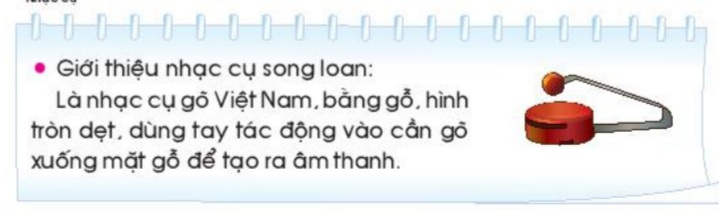 Giới thiệu nhạc cụ song loan:
Là nhạc cụ gõ Việt Nam, bằng gỗ, hình
tròn dẹt, dùng tay tác động vào cần gõ
xuống mặt gỗ để tạo ra âm thanh.